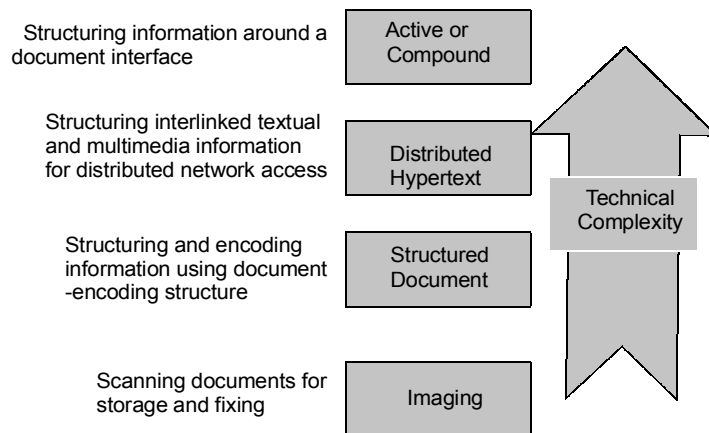 Structuring information around a
document interface
Active or
Compound
Structuring interlinked textual
and multimedia information
for distributed network access
Distributed
Hypertext
Technical
Complexity
Structuring and encoding
information using document
-encoding structure
Structured
Document
Scanning documents for
storage and fixing
Imaging